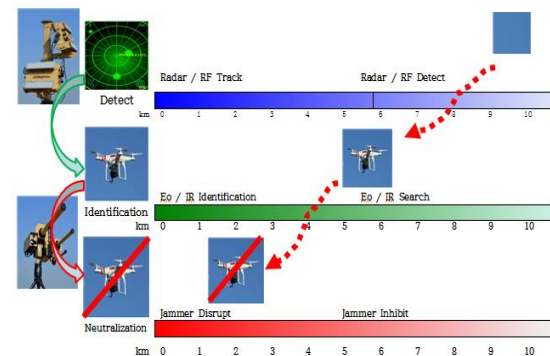 Radar / RF Track Radar / RF Detect
Detect
km 0 1 2 3 4 5 6 7 8 9 10
Eo / IR Identification Eo / IR Search
Identification
km 0 1 2 3 4 5 6 7 8 9 10
Jammer Disrupt Jammer Inhibit
Neutralization
km 0 1 2 3 4 5 6 7 8 9 10